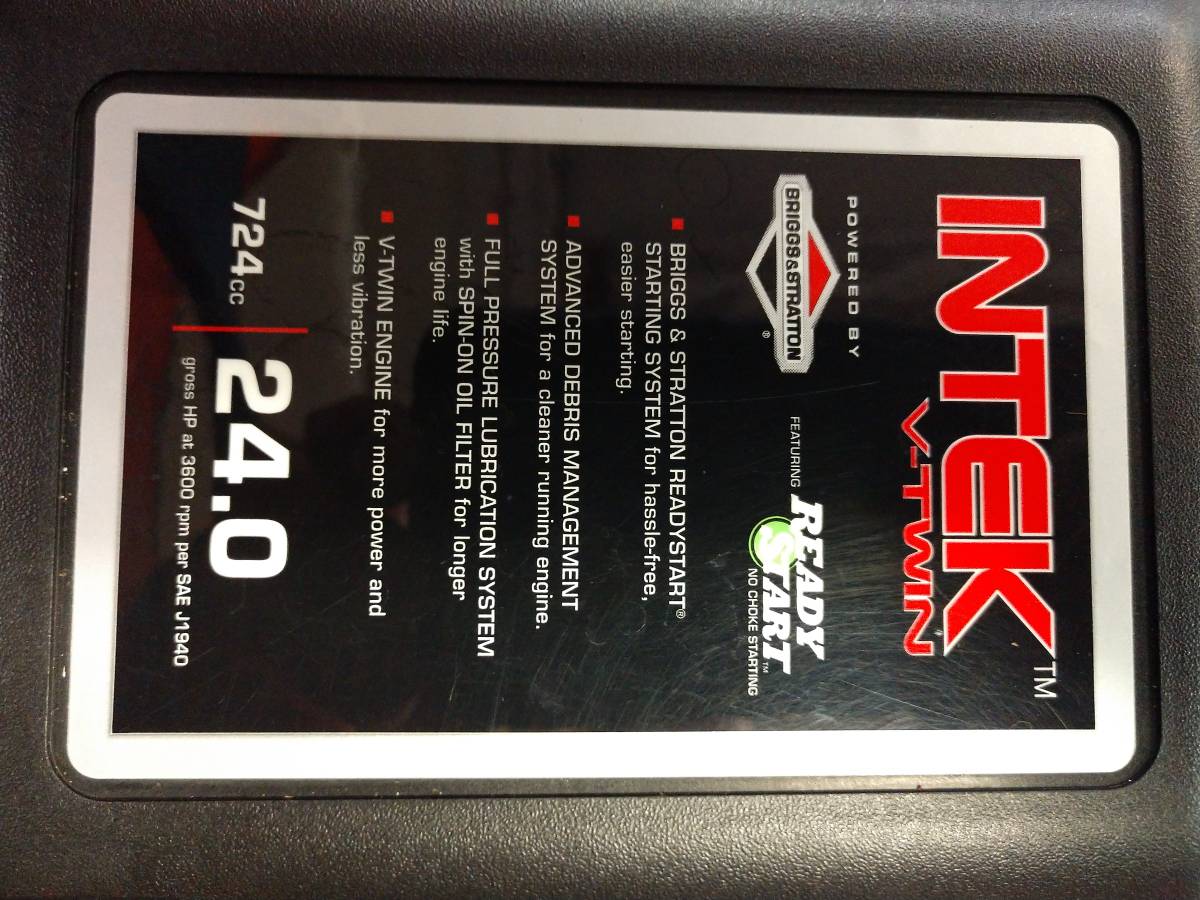 INTEK™
V-TWIN
POWERED BY
BRIGGS & STRATTON®
FEATURING READY START™
NO CHOKE STARTING
▪ BRIGGS & STRATTON READYSTART®
STARTING SYSTEM for hassle-free,
easier starting.
▪ ADVANCED DEBRIS MANAGEMENT
SYSTEM for a cleaner running engine.
▪ FULL PRESSURE LUBRICATION SYSTEM
with SPIN-ON OIL FILTER for longer
engine life.
▪ V-TWIN ENGINE for more power and
less vibration.
724cc
24.0
gross HP at 3600 rpm per SAE J1940